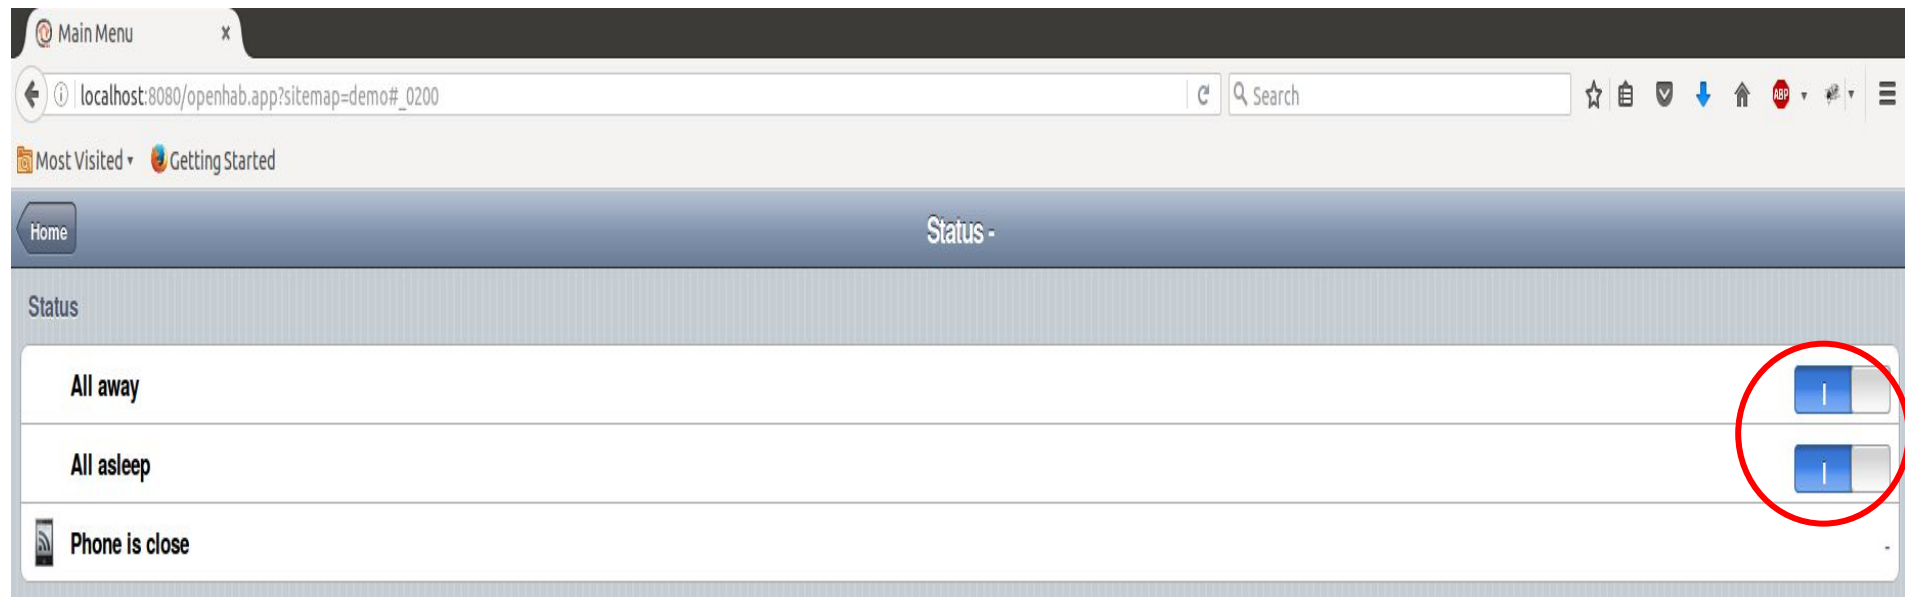 Main Menu x
localhost:8080/openhab.app?sitemap=demo#_0200 Search ABP
Most Visited Getting Started
Home Status -
Status
All away I
All asleep I
Phone is close -